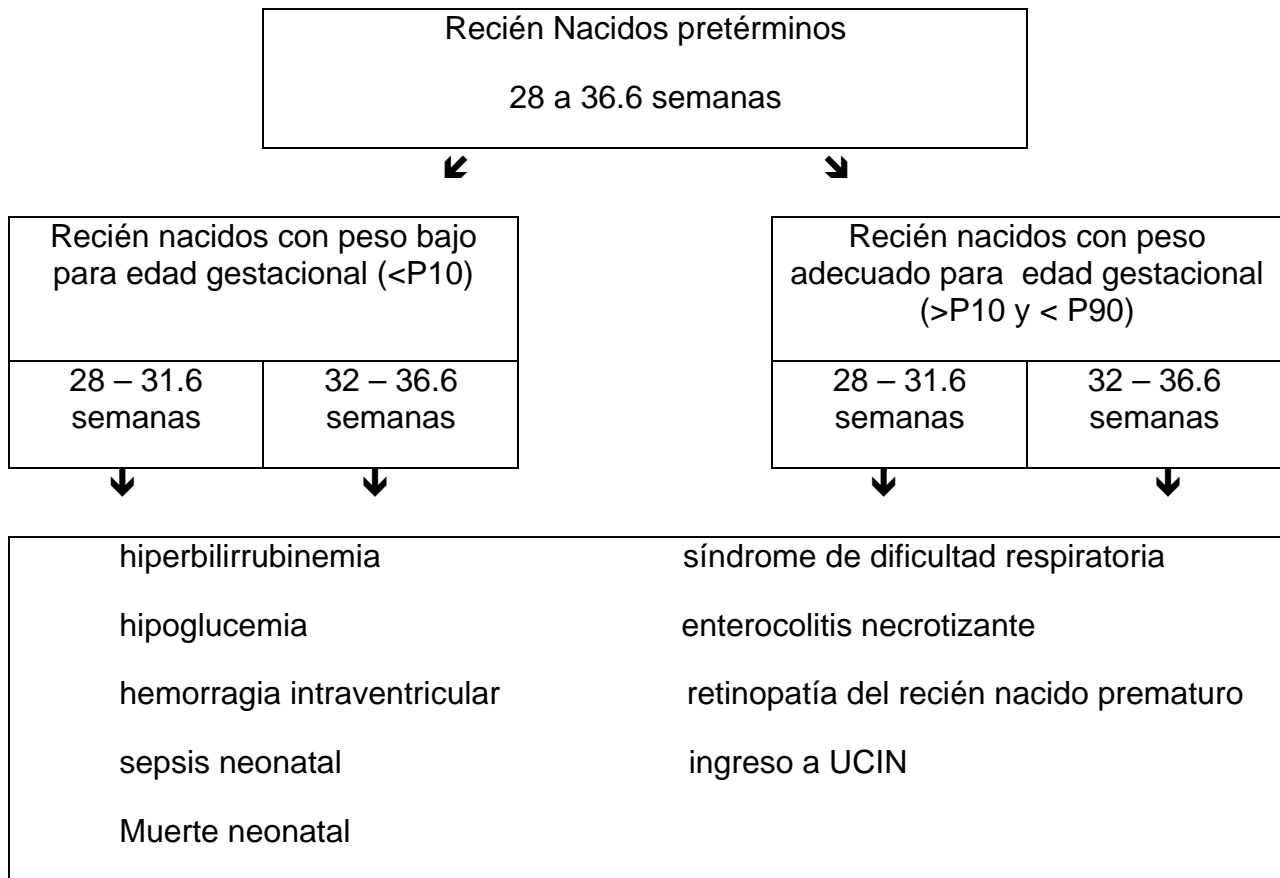 Recién Nacidos pretérminos
28 a 36.6 semanas
Recién nacidos con peso bajo
para edad gestacional (<P10)
Recién nacidos con peso
adecuado para edad gestacional
(>P10 y < P90)
28 – 31.6
semanas
32 – 36.6
semanas
28 – 31.6
semanas
32 – 36.6
semanas
hiperbilirrubinemia
síndrome de dificultad respiratoria
hipoglucemia
enterocolitis necrotizante
hemorragia intraventricular
retinopatía del recién nacido prematuro
sepsis neonatal
ingreso a UCIN
Muerte neonatal